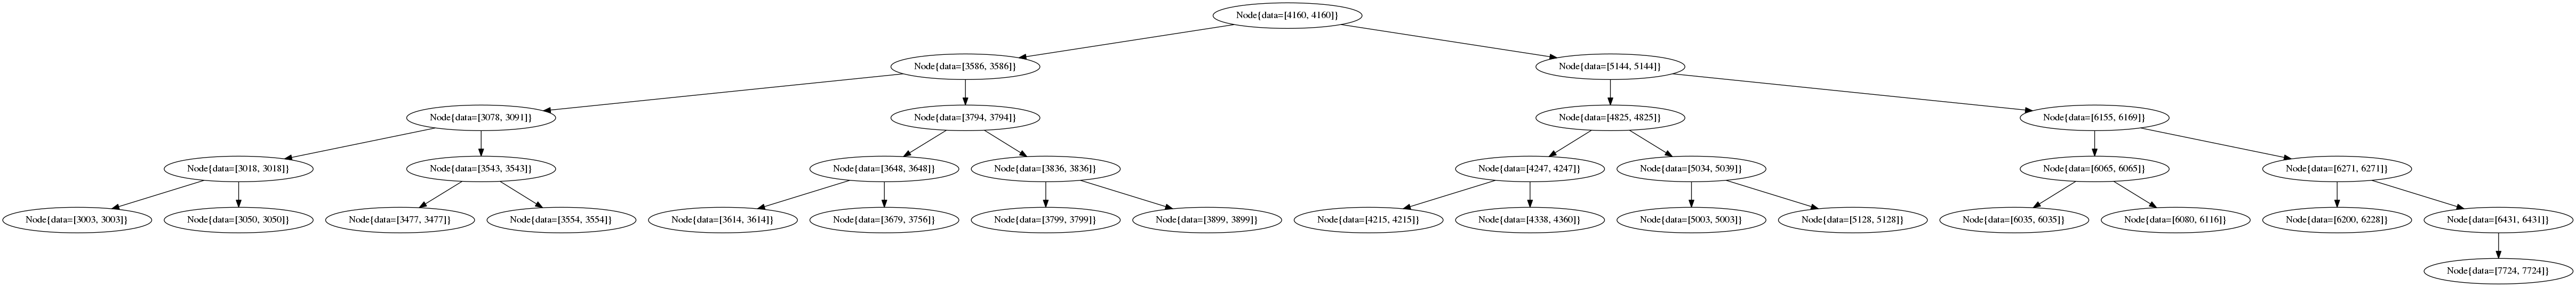 Node{data=[4160, 4160]}
Node{data=[3586, 3586]}
Node{data=[5144, 5144]}
Node{data=[3078, 3091]}
Node{data=[3794, 3794]}
Node{data=[4825, 4825]}
Node{data=[6155, 6169]}
Node{data=[3018, 3018]}
Node{data=[3543, 3543]}
Node{data=[3648, 3648]}
Node{data=[3836, 3836]}
Node{data=[4247, 4247]}
Node{data=[5034, 5039]}
Node{data=[6065, 6065]}
Node{data=[6271, 6271]}
Node{data=[3003, 3003]}
Node{data=[3050, 3050]}
Node{data=[3477, 3477]}
Node{data=[3554, 3554]}
Node{data=[3614, 3614]}
Node{data=[3679, 3756]}
Node{data=[3799, 3799]}
Node{data=[3899, 3899]}
Node{data=[4215, 4215]}
Node{data=[4338, 4360]}
Node{data=[5003, 5003]}
Node{data=[5128, 5128]}
Node{data=[6035, 6035]}
Node{data=[6080, 6116]}
Node{data=[6200, 6228]}
Node{data=[6431, 6431]}
Node{data=[7724, 7724]}